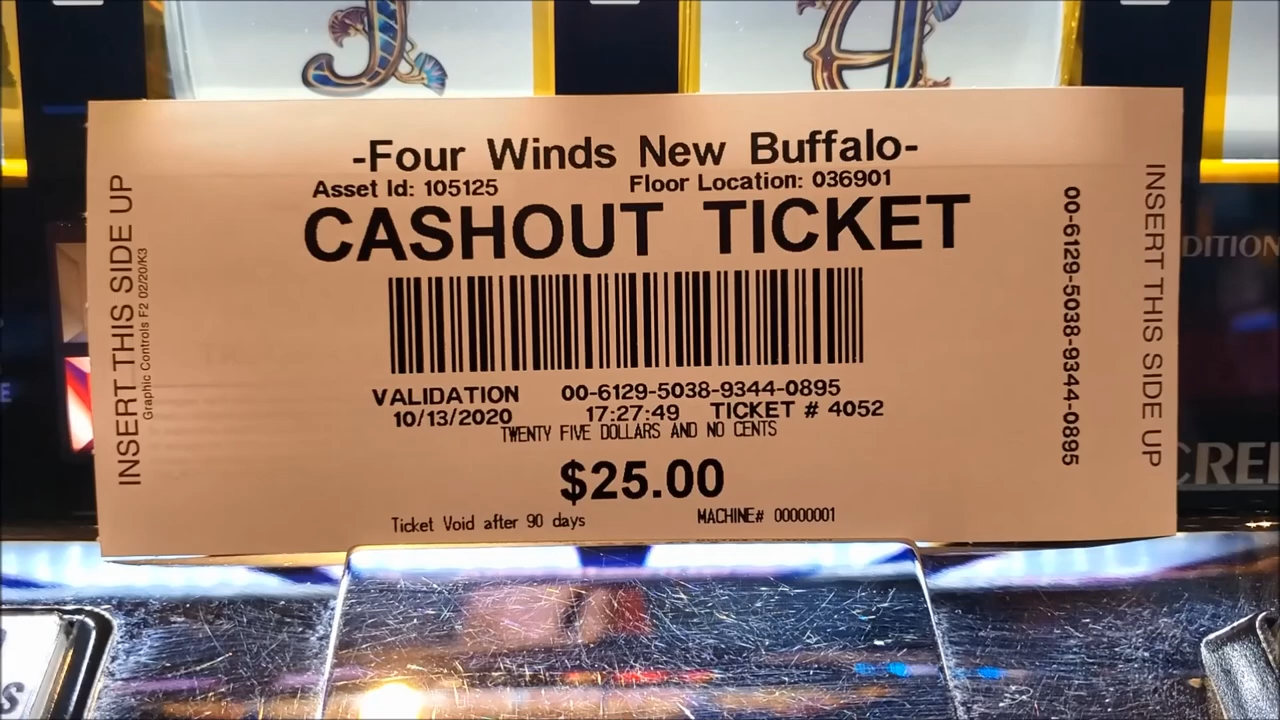 -Four Winds New Buffalo-
Asset Id: 105125 Floor Location: 036901
CASHOUT TICKET
INSERT THIS SIDE UP
Graphic Controls F2 02/20/K3
00-6129-5038-9344-0895
INSERT THIS SIDE UP
VALIDATION 00-6129-5038-9344-0895
10/13/2020 17:27:49 TICKET # 4052
TWENTY FIVE DOLLARS AND NO CENTS
$25.00
Ticket Void after 90 days MACHINE# 00000001
J
A